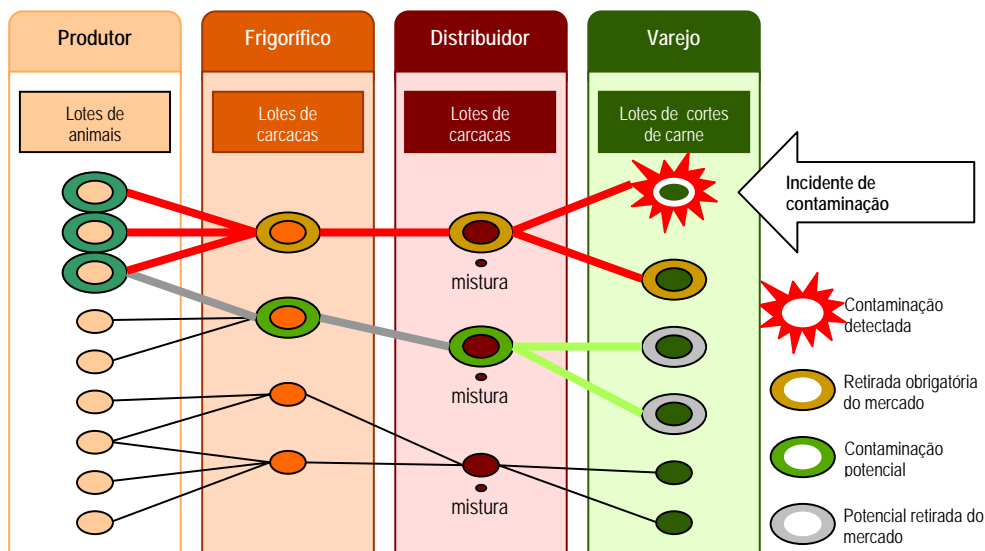 Produtor
Frigorífico
Distribuidor
Varejo
Lotes de
animais
Lotes de
carcaças
Lotes de
carcaças
Lotes de cortes
de carne
Incidente de
contaminação
mistura
mistura
mistura
Contaminação
detectada
Retirada obrigatória
do mercado
Contaminação
potencial
Potencial retirada do
mercado